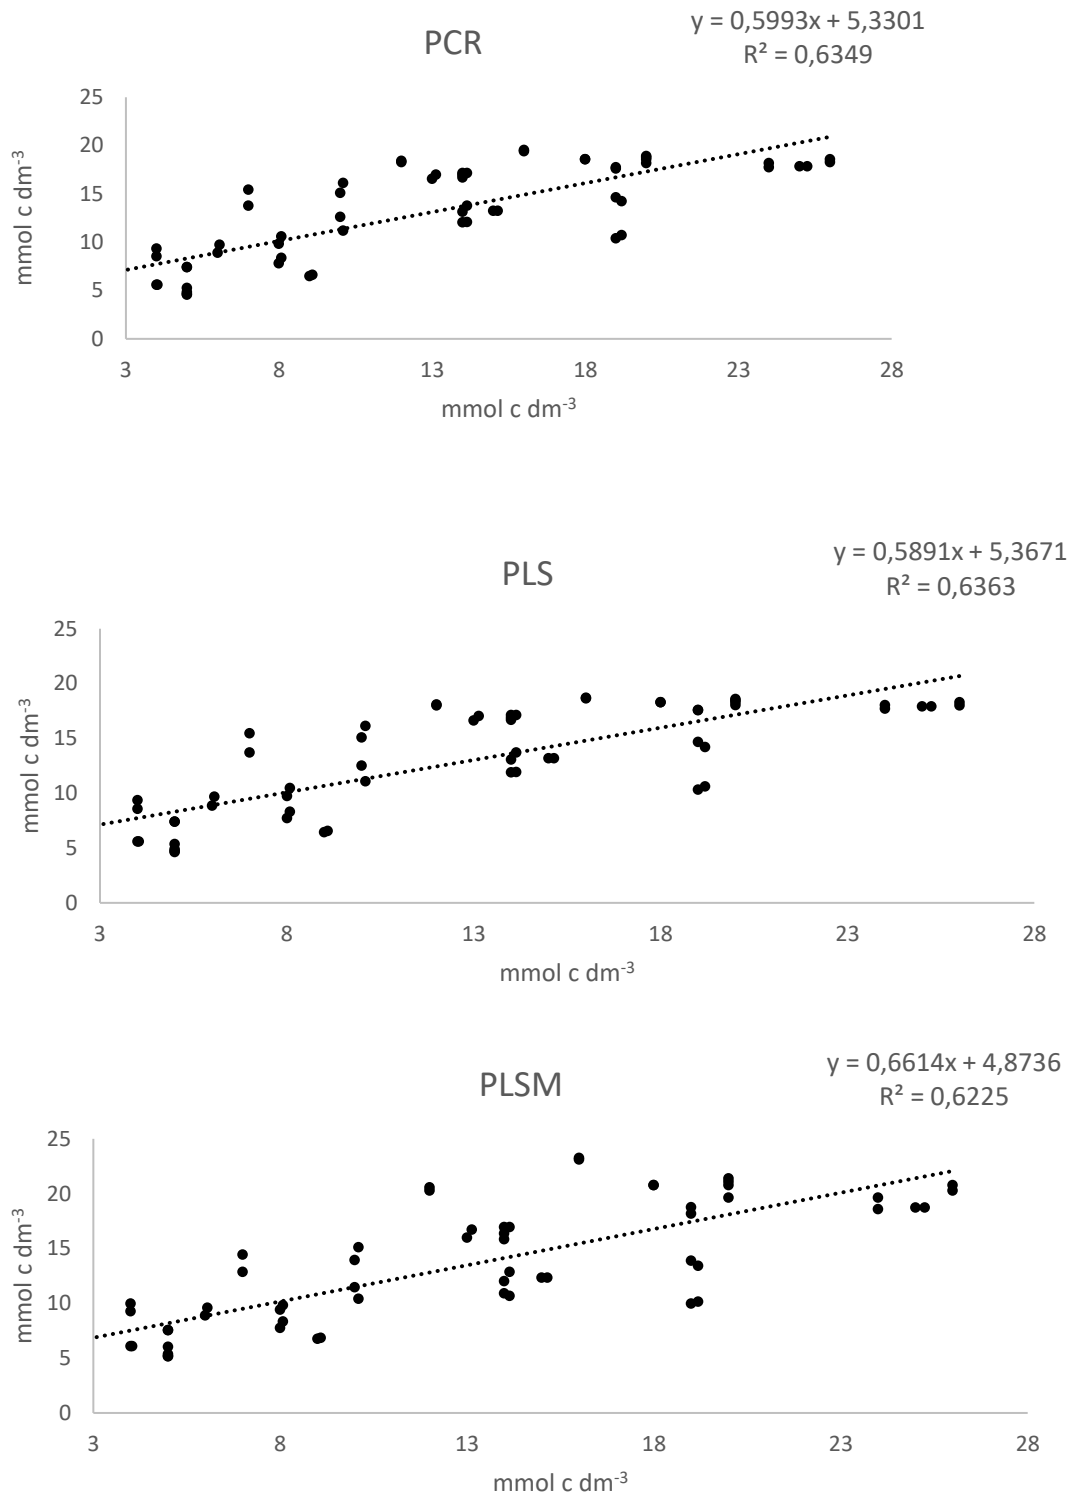 PCR
y = 0,5993x + 5,3301
R² = 0,6349
25
20
15
10
5
0
mmol c dm⁻³
3 8 13 18 23 28
mmol c dm⁻³
PLS
y = 0,5891x + 5,3671
R² = 0,6363
25
20
15
10
5
0
mmol c dm⁻³
3 8 13 18 23 28
mmol c dm⁻³
PLSM
y = 0,6614x + 4,8736
R² = 0,6225
25
20
15
10
5
0
mmol c dm⁻³
3 8 13 18 23 28
mmol c dm⁻³